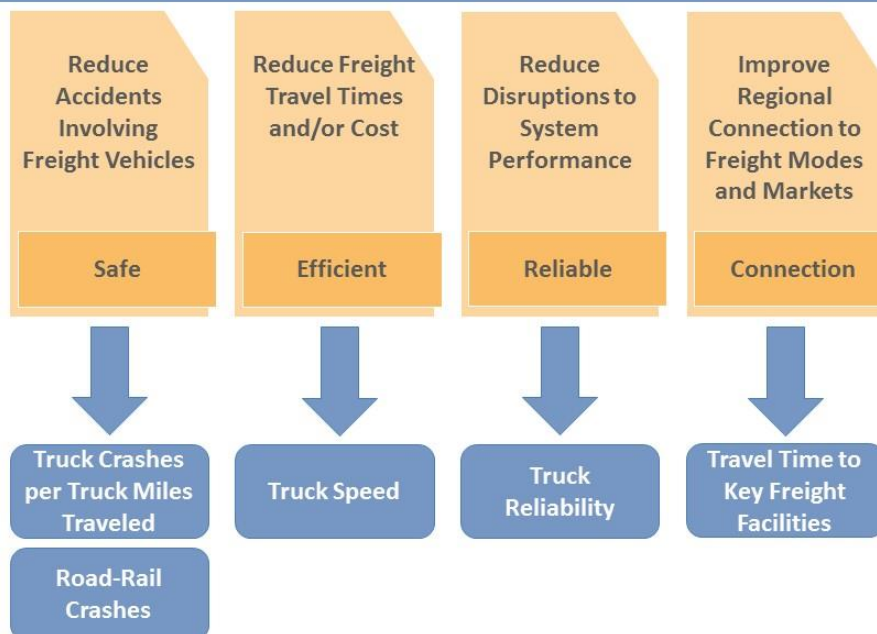 Reduce
Accidents
Involving
Freight Vehicles
Safe
Reduce Freight
Travel Times
and/or Cost
Efficient
Reduce
Disruptions to
System
Performance
Reliable
Improve
Regional
Connection to
Freight Modes
and Markets
Connection
Truck Crashes
per Truck Miles
Traveled
Road-Rail
Crashes
Truck Speed
Truck
Reliability
Travel Time to
Key Freight
Facilities